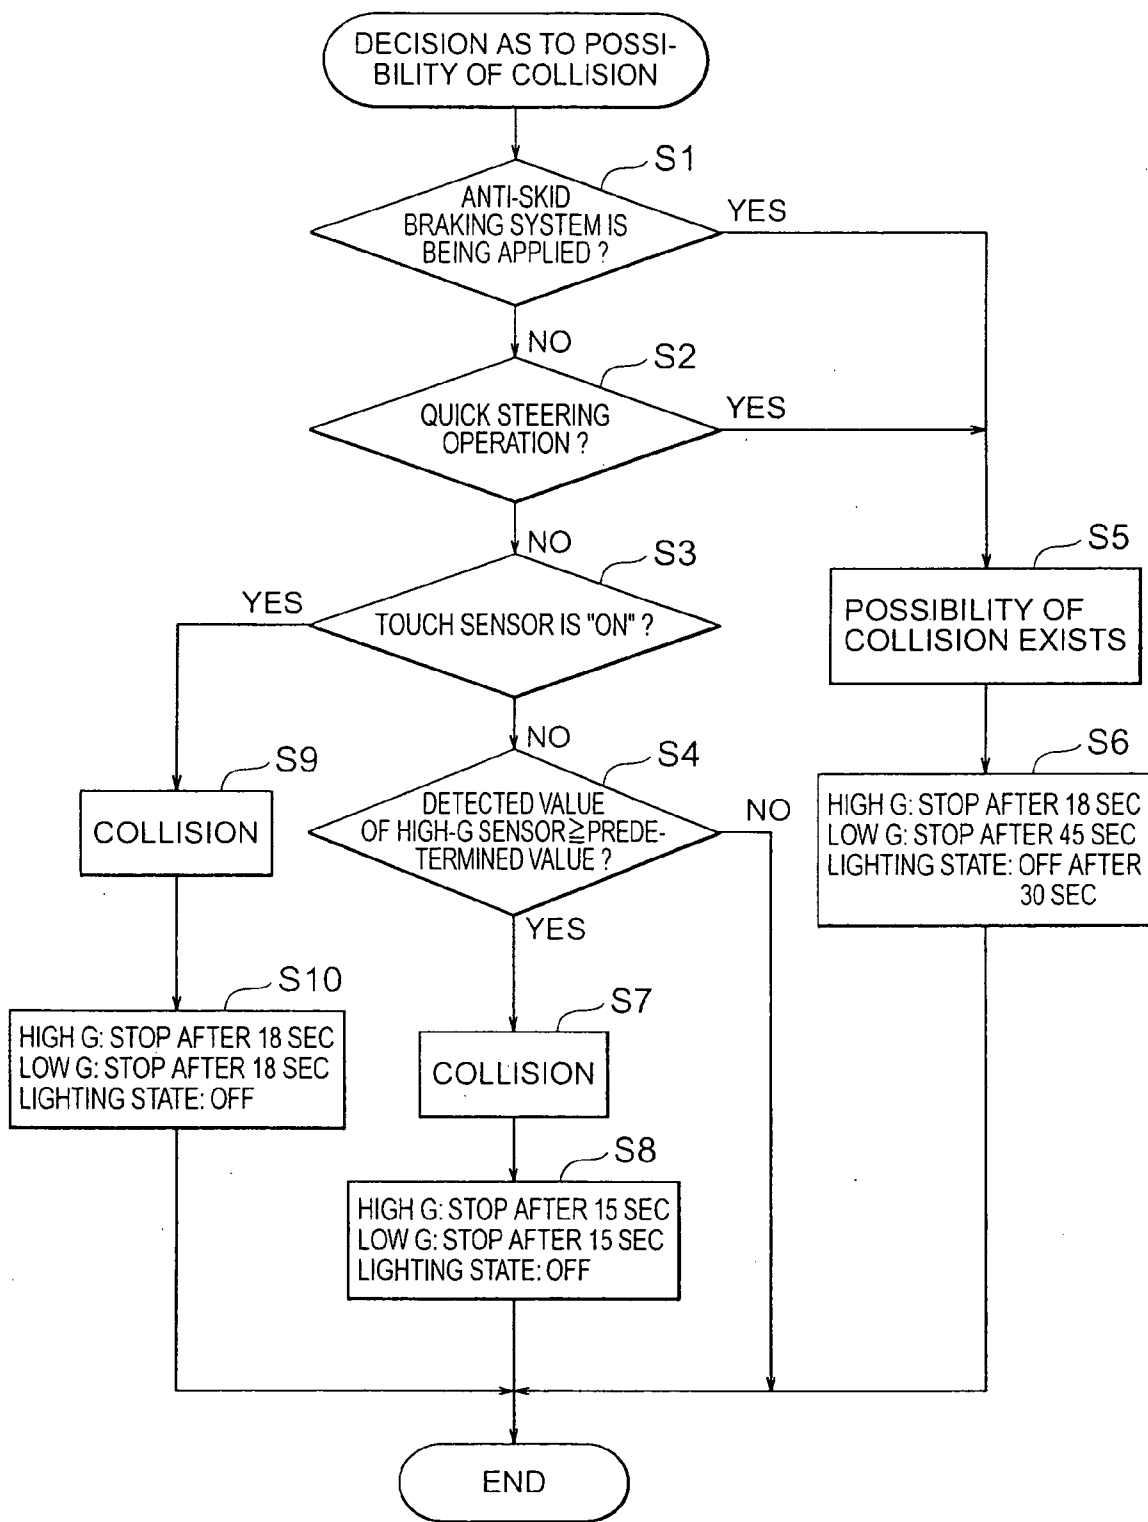 DECISION AS TO POSSI-
BILITY OF COLLISION
S1
ANTI-SKID
BRAKING SYSTEM IS
BEING APPLIED ?
YES
NO
S2
QUICK STEERING
OPERATION ?
YES
NO
S3
TOUCH SENSOR IS "ON" ?
YES
NO
S5
POSSIBILITY OF
COLLISION EXISTS
S4
DETECTED VALUE
OF HIGH-G SENSOR≧PREDE-
TERMINED VALUE ?
NO
YES
S6
HIGH G: STOP AFTER 18 SEC
LOW G: STOP AFTER 45 SEC
LIGHTING STATE: OFF AFTER
30 SEC
S9
COLLISION
S10
HIGH G: STOP AFTER 18 SEC
LOW G: STOP AFTER 18 SEC
LIGHTING STATE: OFF
S7
COLLISION
S8
HIGH G: STOP AFTER 15 SEC
LOW G: STOP AFTER 15 SEC
LIGHTING STATE: OFF
END